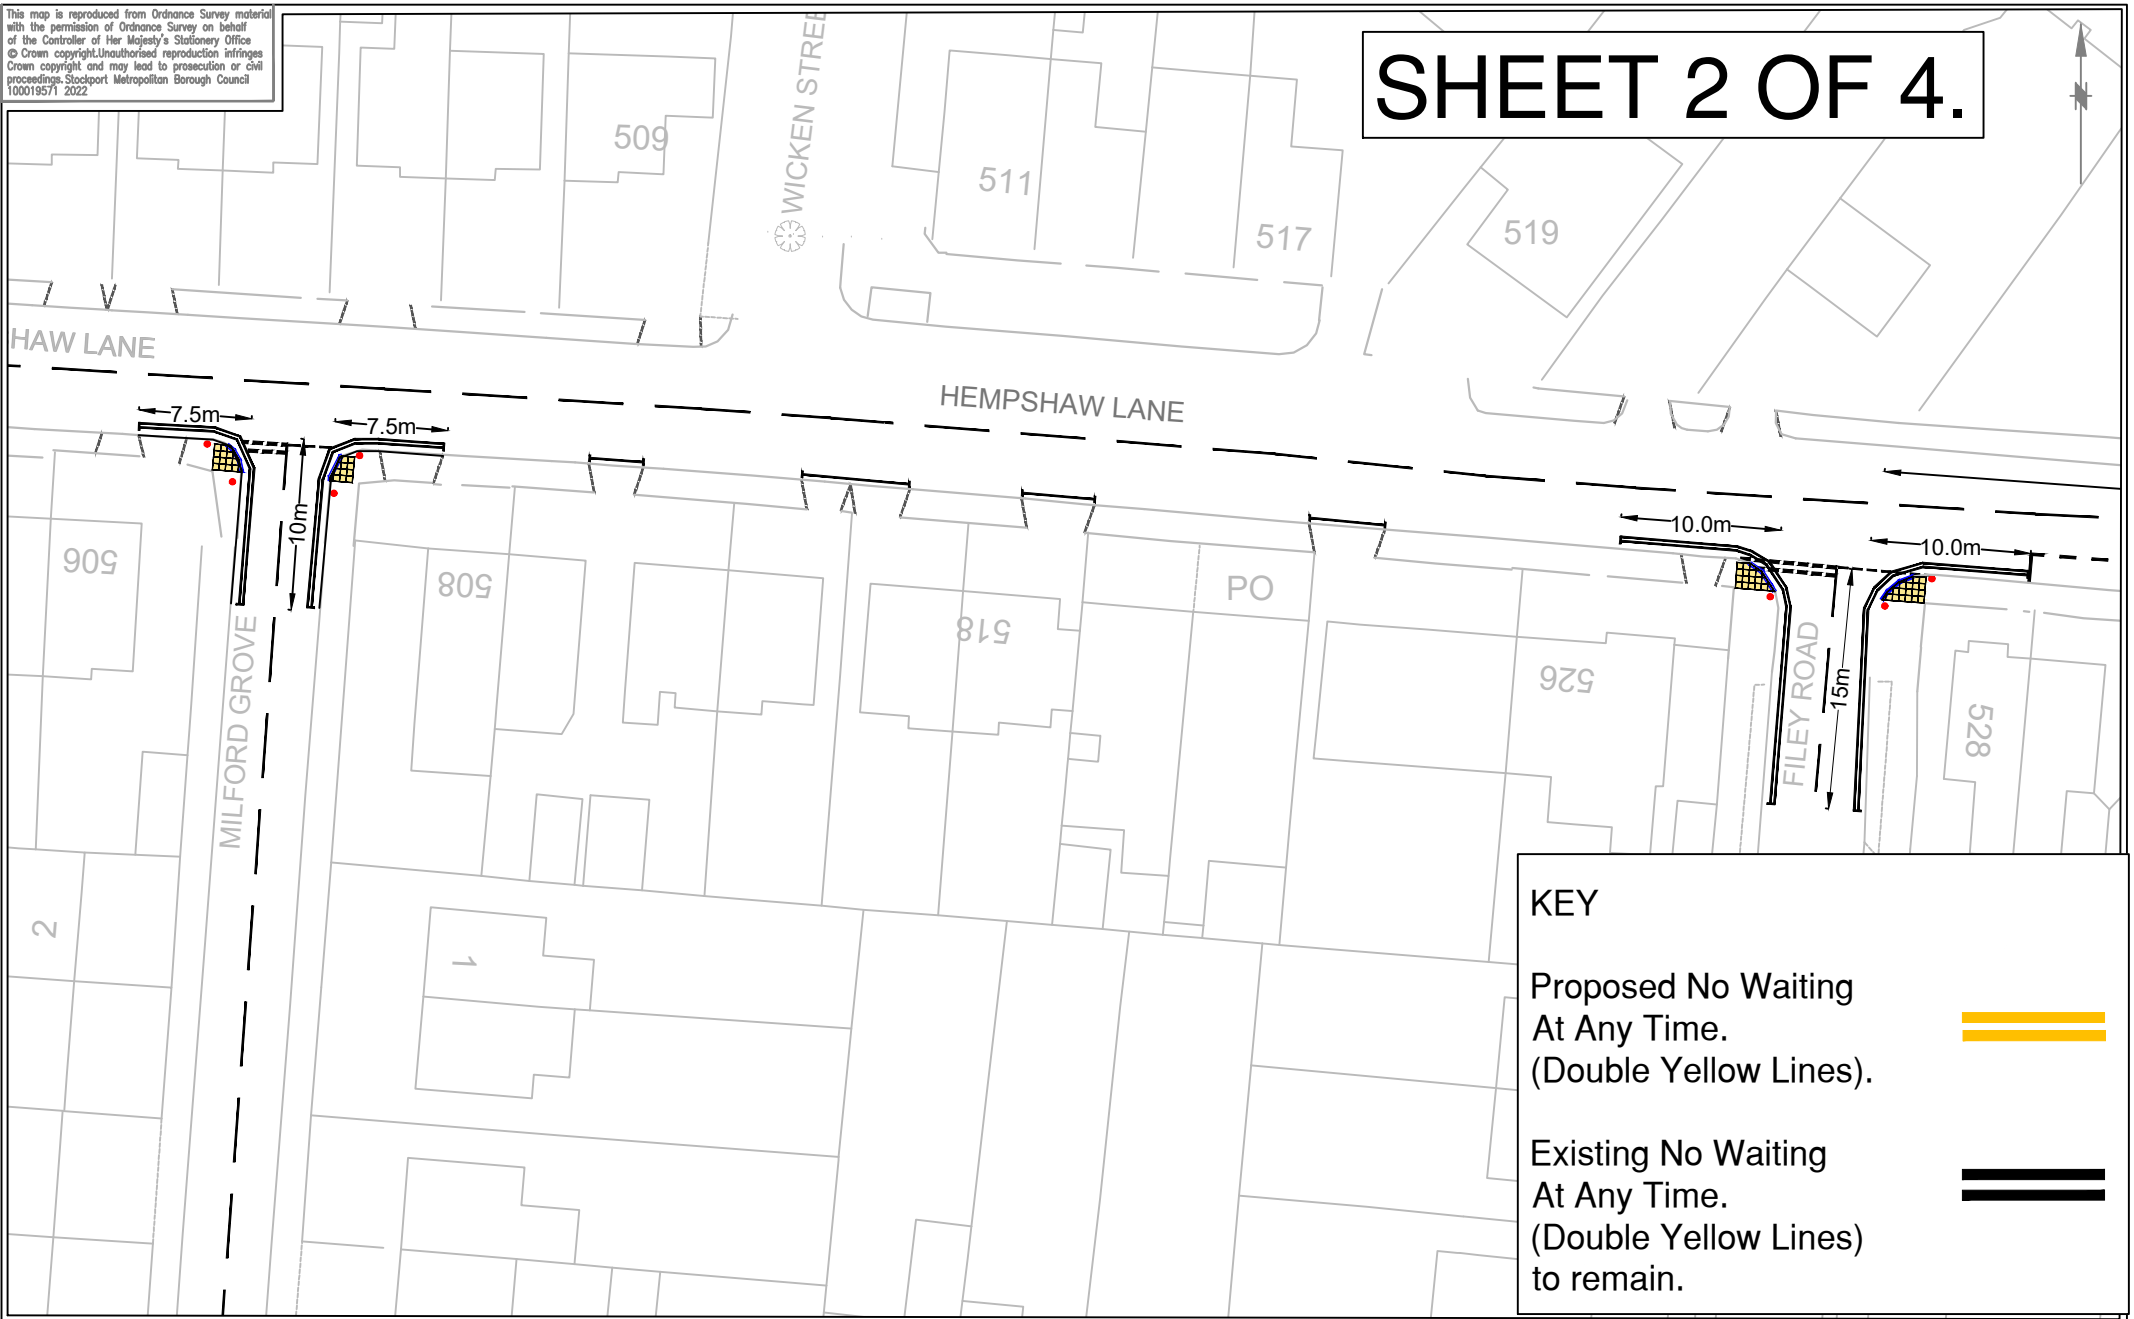 This map is reproduced from Ordnance Survey material
with the permission of Ordnance Survey on behalf
of the Controller of Her Majesty's Stationery Office
© Crown copyright.Unauthorised reproduction infringes
Crown copyright and may lead to prosecution or civil
proceedings. Stockport Metropolitan Borough Council
100019571 2022
SHEET 2 OF 4.
N
509
WICKEN STREE
511
517
519
HAW LANE
HEMPSHAW LANE
7.5m
7.5m
10m
10.0m
10.0m
15m
506
508
518
PO
526
528
MILFORD GROVE
FILEY ROAD
2
1
KEY
Proposed No Waiting
At Any Time.
(Double Yellow Lines).
Existing No Waiting
At Any Time.
(Double Yellow Lines)
to remain.